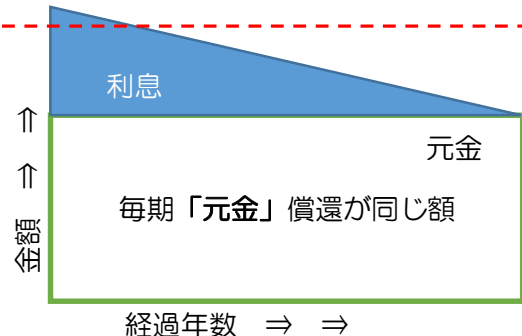 利息
元金
毎期「元金」償還が同じ額
金額 ⇒ ⇒
経過年数 ⇒ ⇒